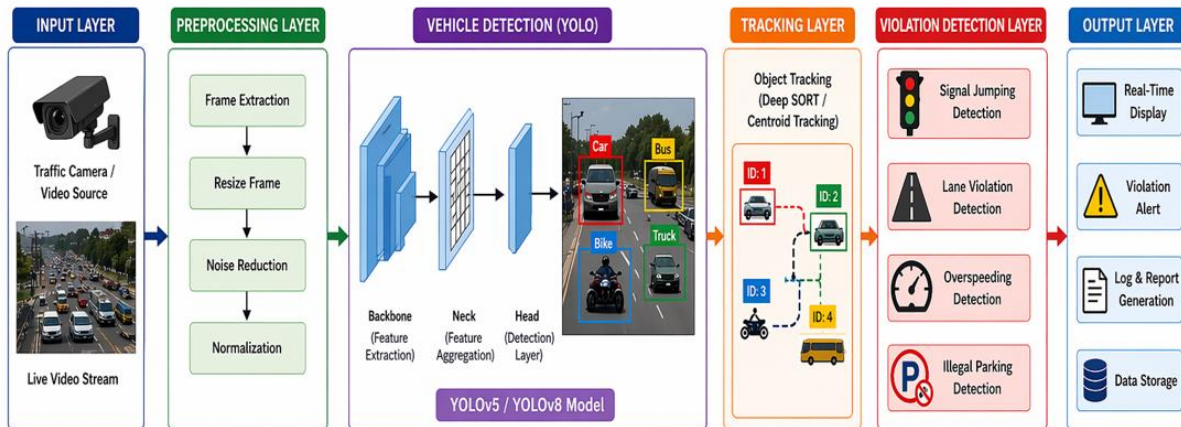 INPUT LAYER
Traffic Camera /
Video Source
Live Video Stream
PREPROCESSING LAYER
Frame Extraction
Resize Frame
Noise Reduction
Normalization
VEHICLE DETECTION (YOLO)
Backbone
(Feature
Extraction)
Neck
(Feature
Aggregation)
Head
(Detection)
Layer)
Car
Bus
Bike
Truck
YOLOv5 / YOLOv8 Model
TRACKING LAYER
Object Tracking
(Deep SORT /
Centroid Tracking)
ID: 1
ID: 2
ID: 3
ID: 4
VIOLATION DETECTION LAYER
Signal Jumping
Detection
Lane Violation
Detection
Overspeeding
Detection
P
Illegal Parking
Detection
OUTPUT LAYER
Real-Time
Display
Violation
Alert
Log & Report
Generation
Data Storage